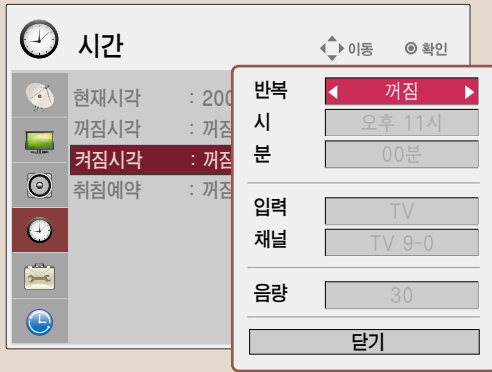 시간
이동 확인
현재시각 : 200
꺼짐시각 : 꺼짐
켜짐시각 : 꺼짐
취침예약 : 꺼짐
반복 꺼짐
시 오후 11시
분 00분
입력 TV
채널 TV 9-0
음량 30
닫기